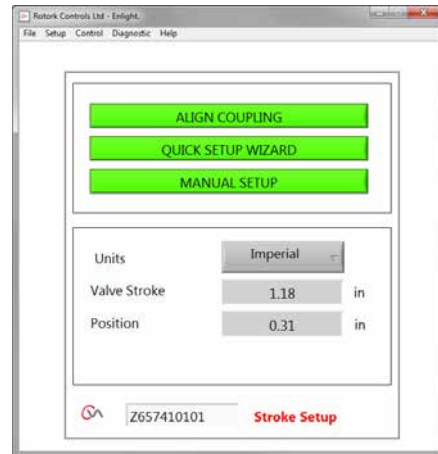 Rotork Controls Ltd - Enlight.
File Setup Control Diagnostic Help
ALIGN COUPLING
QUICK SETUP WIZARD
MANUAL SETUP
Units Imperial
Valve Stroke 1.18 in
Position 0.31 in
Z657410101 Stroke Setup